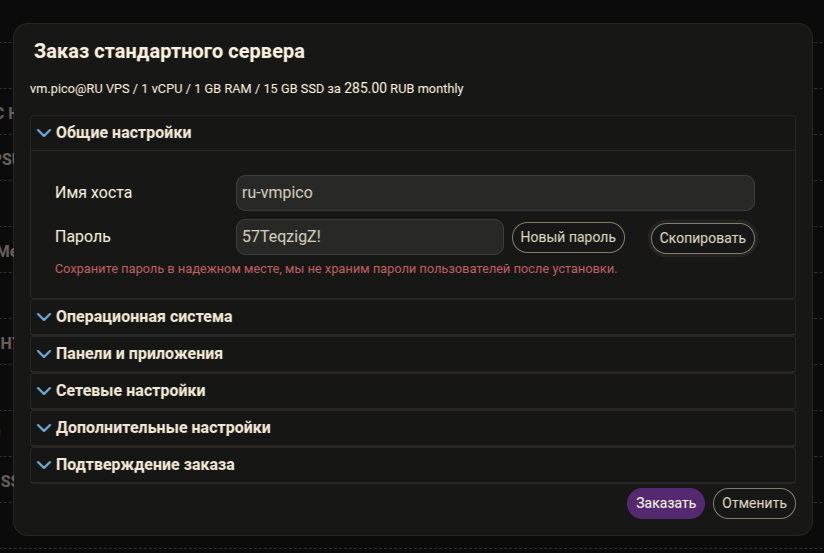 Заказ стандартного сервера
vm.pico@RU VPS / 1 vCPU / 1 GB RAM / 15 GB SSD за 285.00 RUB monthly
Общие настройки
Имя хоста ru-vmpico
Пароль 57TeqzigZ! Новый пароль Скопировать
Сохраните пароль в надежном месте, мы не храним пароли пользователей после установки.
Операционная система
Панели и приложения
Сетевые настройки
Дополнительные настройки
Подтверждение заказа
Заказать Отменить